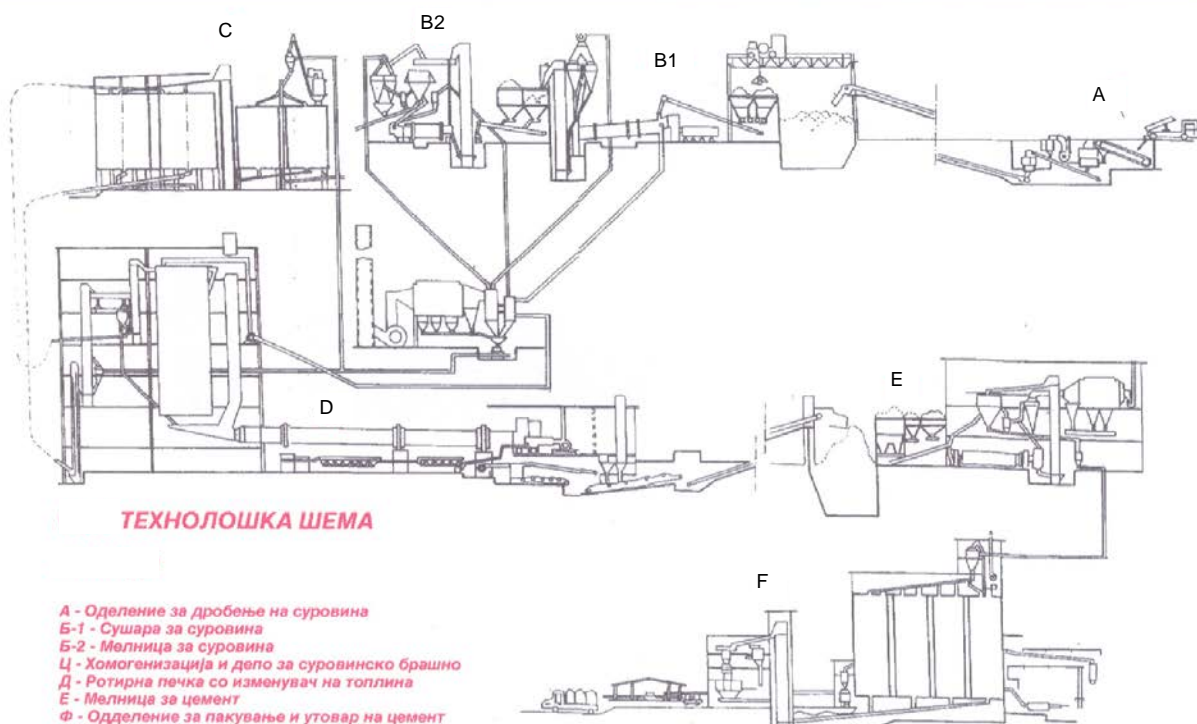 C
B2
B1
A
D
E
ТЕХНОЛОШКА ШЕМА
F
А - Оделение за дробење на суровина
Б-1 - Сушара за суровина
Б-2 - Мелница за суровина
Ц - Хомогенизација и депо за суровинско брашно
Д - Ротирна печка со изменувач на топлина
Е - Мелница за цемент
Ф - Одделение за пакување и утовар на цемент